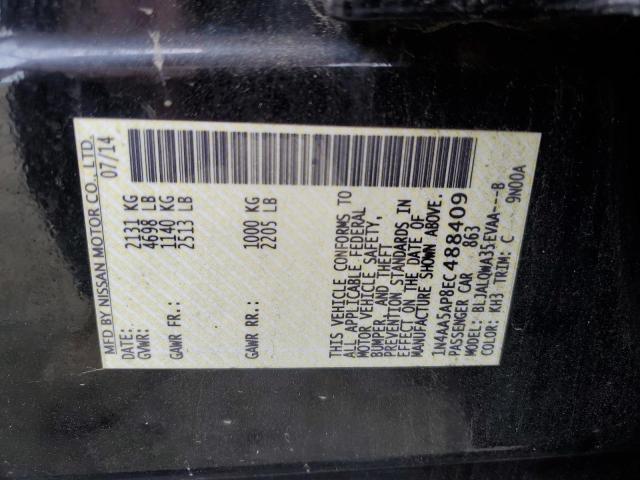 MFD BY NISSAN MOTOR CO., LTD.
DATE: 07/14
GVWR: 2131 KG
4698 LB
GAWR FR.: 1140 KG
2513 LB
GAWR RR.: 1000 KG
2205 LB
THIS VEHICLE CONFORMS TO
ALL APPLICABLE FEDERAL
MOTOR VEHICLE SAFETY,
BUMPER, AND THEFT
PREVENTION STANDARDS IN
EFFECT ON THE DATE OF
MANUFACTURE SHOWN ABOVE.
1N4AA5AP8EC488409
PASSENGER CAR 863
MODEL: BLJALQWA35EVAA---B
COLOR: KH3 TRIM: C 9N00A